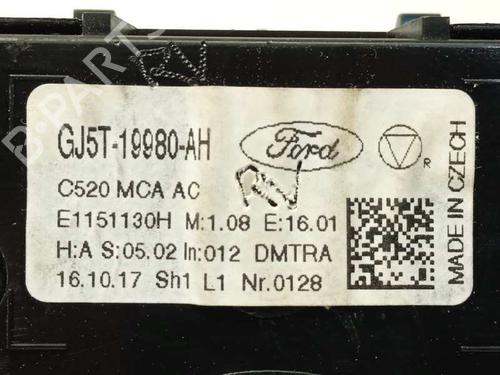 GJ5T-19980-AH
Ford
R
C520 MCA AC
E1151130H M:1.08 E:16.01
H:A S:05.02 In:012 DMTRA
16.10.17 Sh1 L1 Nr.0128
MADE IN CZECH
B-PARTS